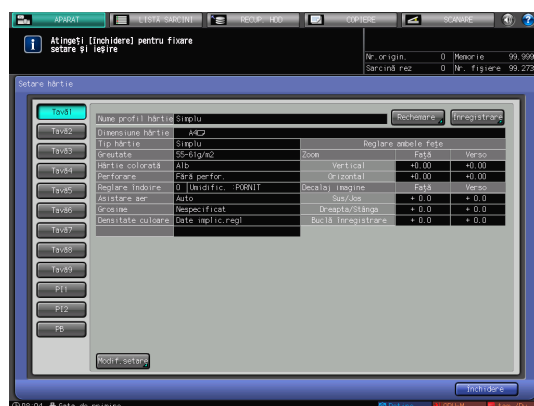 APARAT LISTĂ SARCINI RECUP. HDD COPIERE SCANARE
Atingeți [Închidere] pentru fixare
setare și ieșire
Nr.origin. 0 Memorie 99,999
Sarcină rez 0 Nr. fișiere 99,273
Setare hârtie
Tavă1
Nume profil hârtie Simplu Rechemare Înregistrare
Tavă2
Dimensiune hârtie A4
Tavă3
Tip hârtie Simplu Reglare ambele fețe
Greutate 55-61g/m2 Zoom Față Verso
Tavă4
Hârtie colorată Alb Vertical +0.00 +0.00
Perforare Fără perfor. Orizontal +0.00 +0.00
Tavă5
Reglare îndoire 0 Umidific. :PORNIT Decalaj imagine Față Verso
Asistare aer Auto Sus/Jos + 0.0 + 0.0
Tavă6
Grosime Nespecificat Dreapta/Stânga + 0.0 + 0.0
Densitate culoare Date implic.regl Buclă înregistrare + 0.0 + 0.0
Tavă7
Tavă8
Tavă9
PI1
PI2
PB
Modif.setare
Închidere